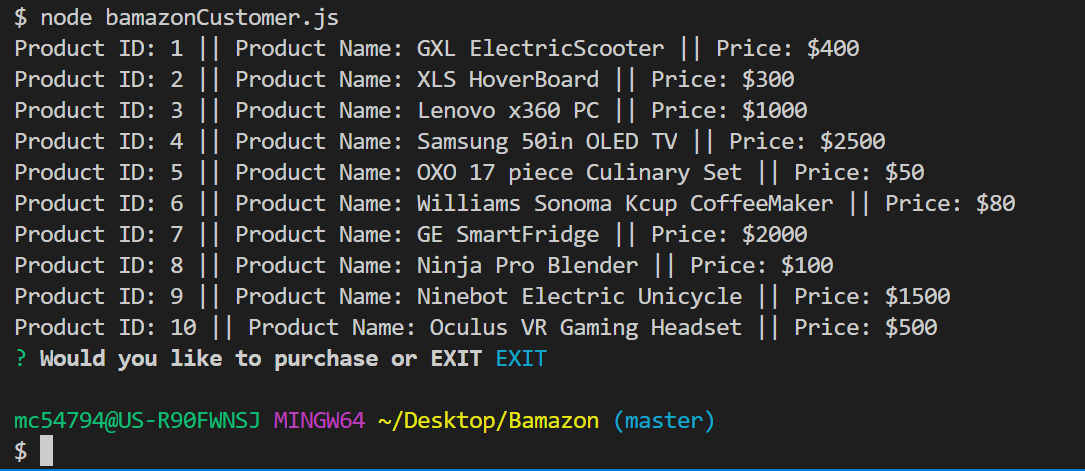 $ node bamazonCustomer.js
Product ID: 1 || Product Name: GXL ElectricScooter || Price: $400
Product ID: 2 || Product Name: XLS HoverBoard || Price: $300
Product ID: 3 || Product Name: Lenovo x360 PC || Price: $1000
Product ID: 4 || Product Name: Samsung 50in OLED TV || Price: $2500
Product ID: 5 || Product Name: OXO 17 piece Culinary Set || Price: $50
Product ID: 6 || Product Name: Williams Sonoma Kcup CoffeeMaker || Price: $80
Product ID: 7 || Product Name: GE SmartFridge || Price: $2000
Product ID: 8 || Product Name: Ninja Pro Blender || Price: $100
Product ID: 9 || Product Name: Ninebot Electric Unicycle || Price: $1500
Product ID: 10 || Product Name: Oculus VR Gaming Headset || Price: $500
? Would you like to purchase or EXIT EXIT
mc54794@US-R90FWNSJ MINGW64 ~/Desktop/Bamazon (master)
$